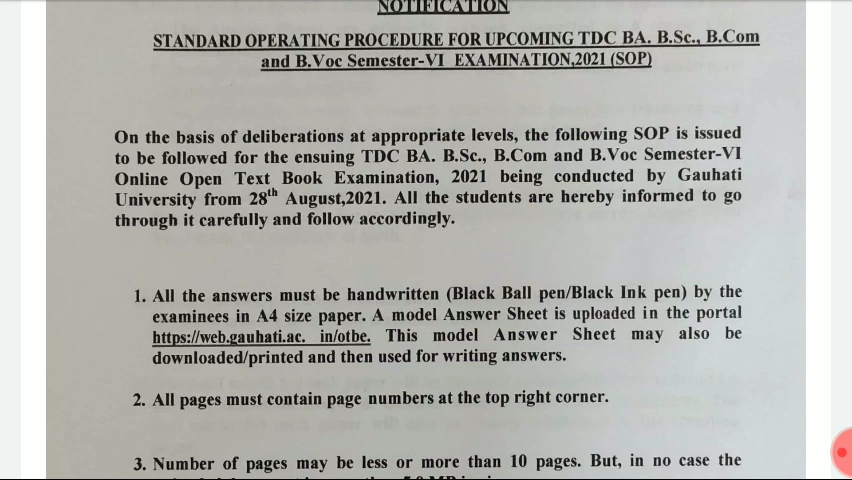 NOTIFICATION
STANDARD OPERATING PROCEDURE FOR UPCOMING TDC BA. B.Sc., B.Com
and B.Voc Semester-VI EXAMINATION,2021 (SOP)
On the basis of deliberations at appropriate levels, the following SOP is issued
to be followed for the ensuing TDC BA. B.Sc., B.Com and B.Voc Semester-VI
Online Open Text Book Examination, 2021 being conducted by Gauhati
University from 28th August,2021. All the students are hereby informed to go
through it carefully and follow accordingly.
1. All the answers must be handwritten (Black Ball pen/Black Ink pen) by the
examinees in A4 size paper. A model Answer Sheet is uploaded in the portal
https://web.gauhati.ac. in/otbe. This model Answer Sheet may also be
downloaded/printed and then used for writing answers.
2. All pages must contain page numbers at the top right corner.
3. Number of pages may be less or more than 10 pages. But, in no case the